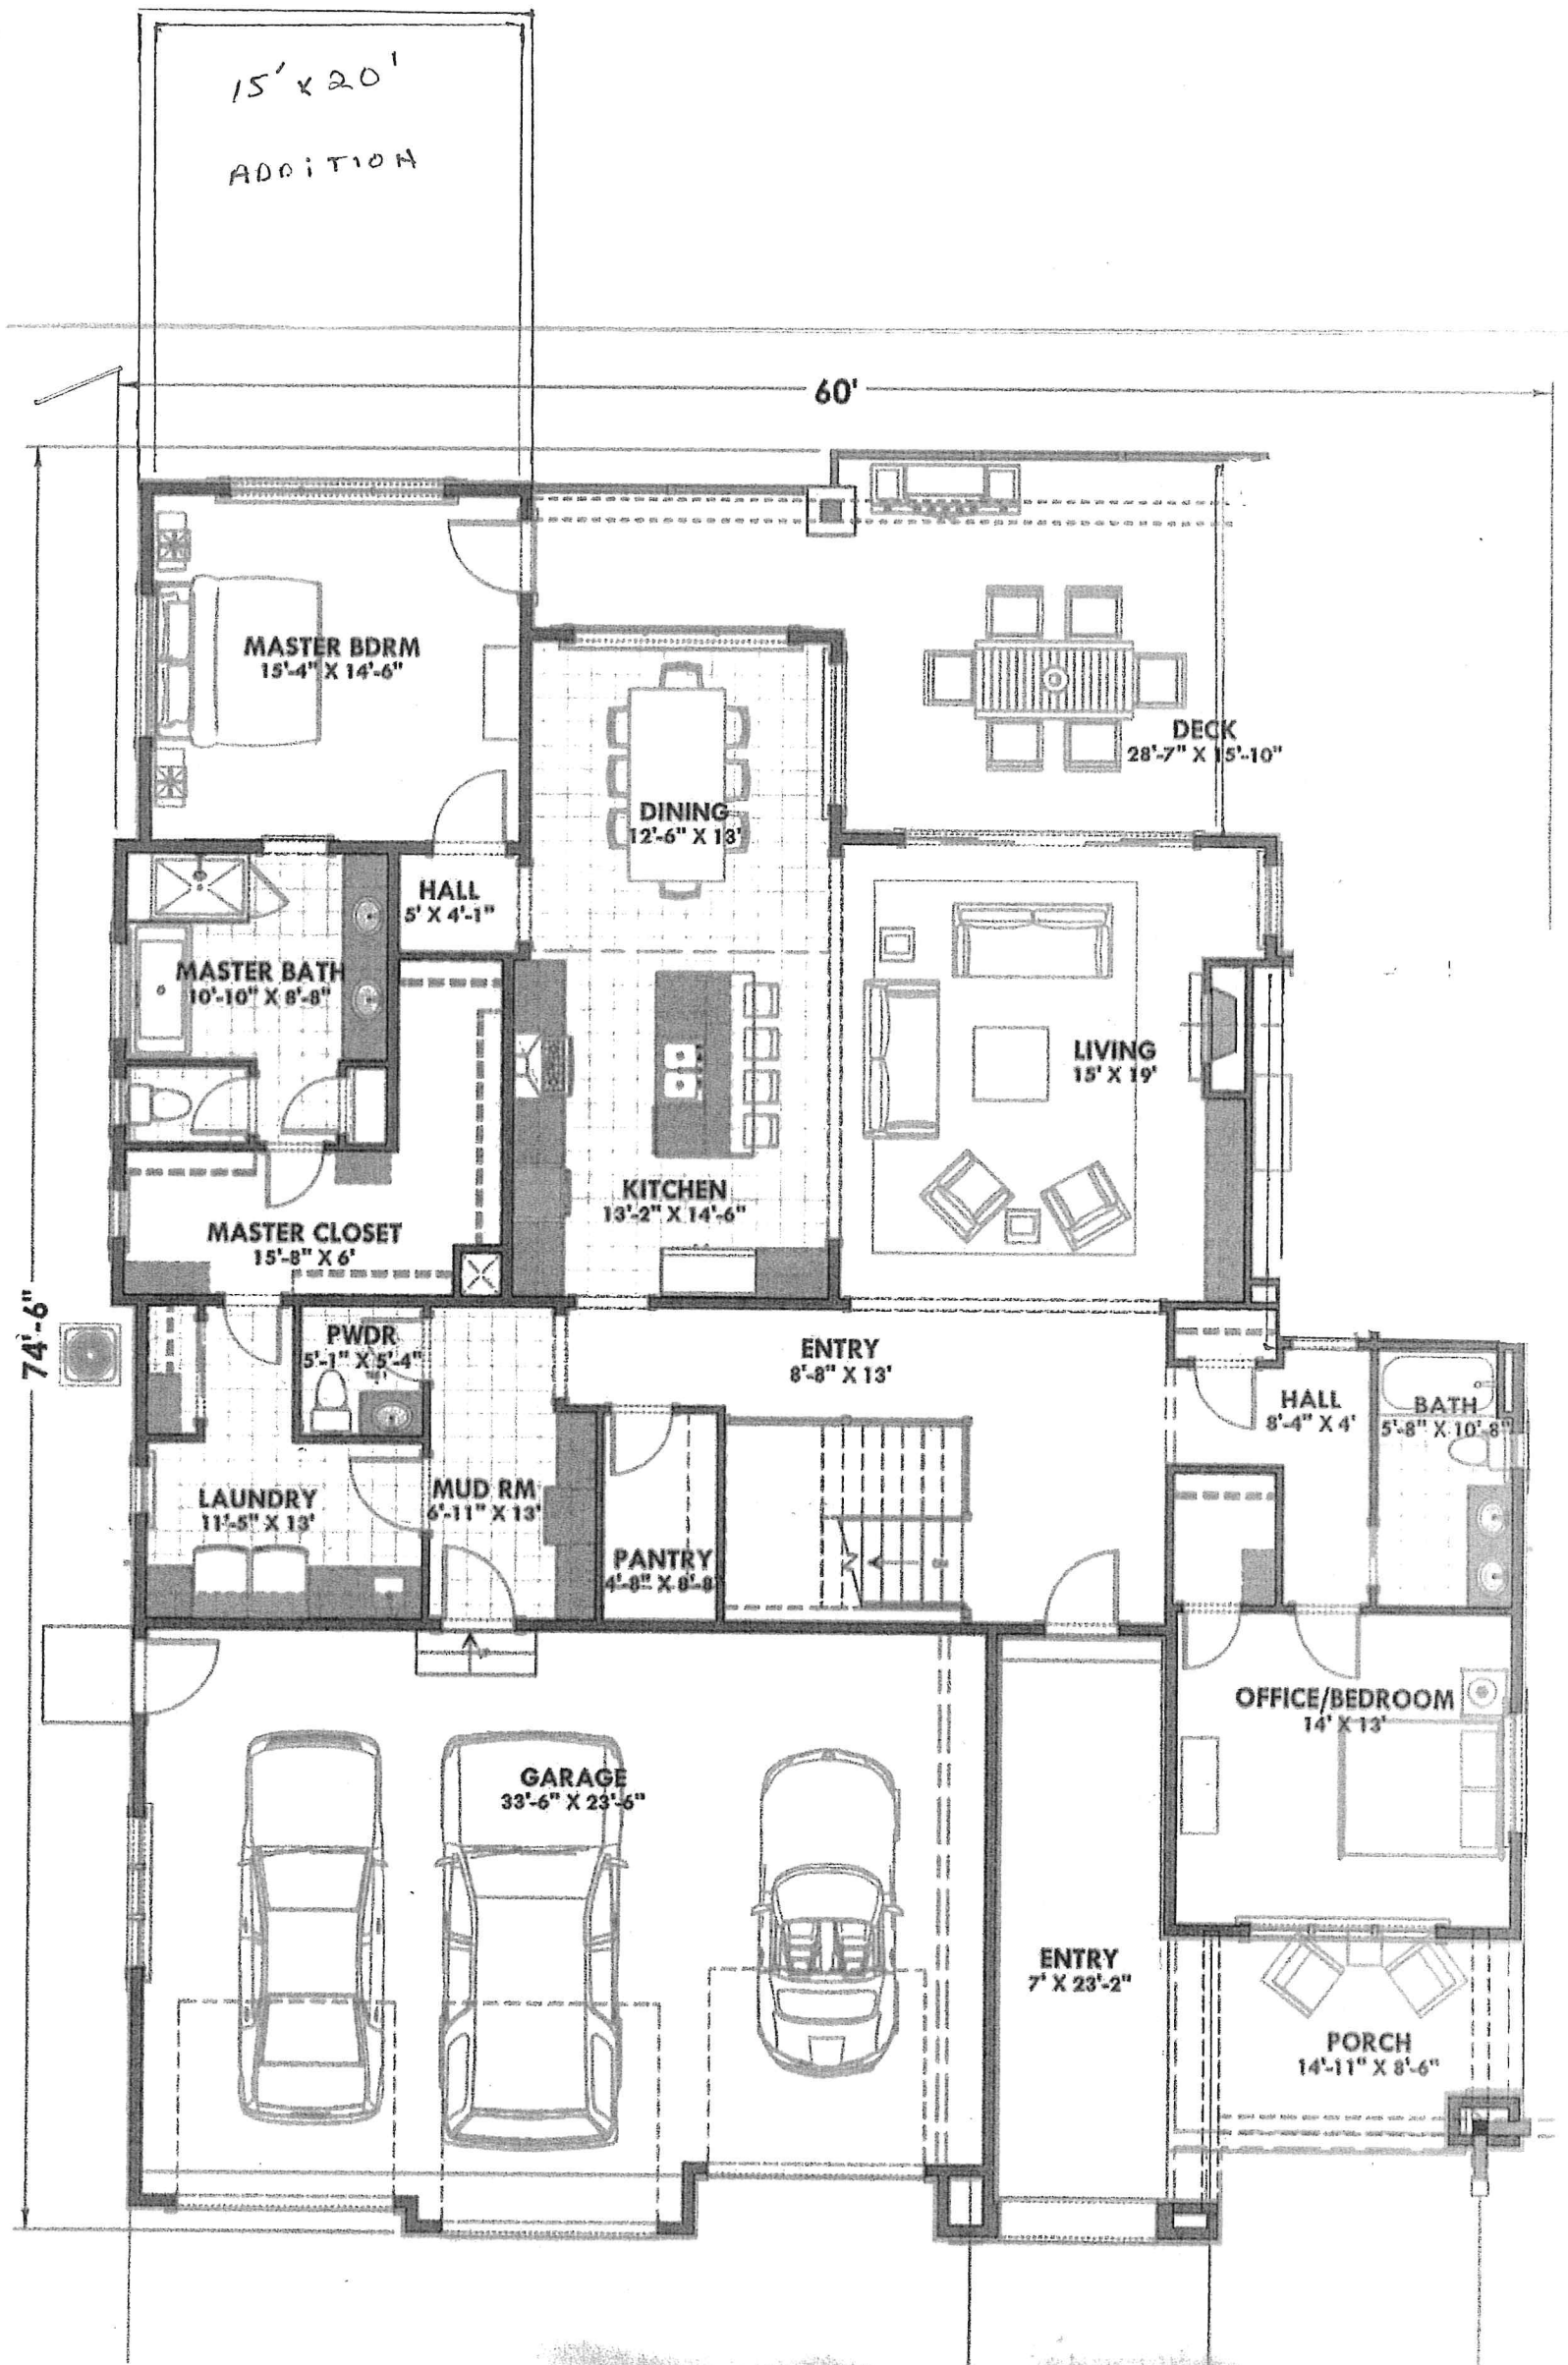 15' x 20'
ADDITION
60'
MASTER BDRM
15'-4" X 14'-6"
DECK
28'-7" X 15'-10"
DINING
12'-6" X 13'
HALL
5' X 4'-1"
MASTER BATH
10'-10" X 8'-8"
LIVING
15' X 19'
KITCHEN
13'-2" X 14'-6"
MASTER CLOSET
15'-8" X 6'
74'-6"
PWDR
5'-1" X 5'-4"
ENTRY
8'-8" X 13'
HALL
8'-4" X 4'
BATH
5'-8" X 10'-8"
LAUNDRY
11'-5" X 13'
MUD RM
6'-11" X 13'
PANTRY
4'-8" X 8'-8
OFFICE/BEDROOM
14' X 13'
GARAGE
33'-6" X 23'-6"
ENTRY
7' X 23'-2"
PORCH
14'-11" X 8'-6"